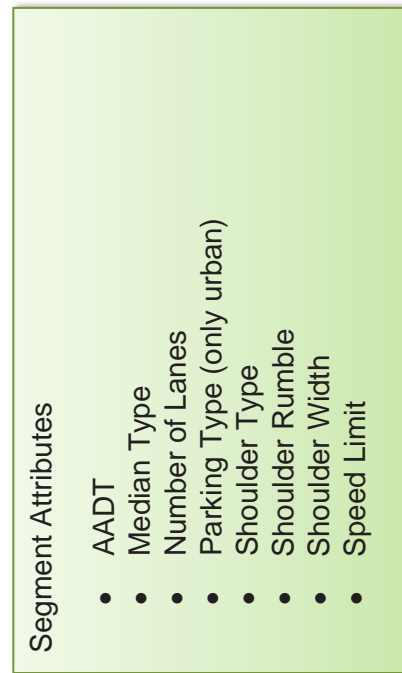 Segment Attributes
• AADT
• Median Type
• Number of Lanes
• Parking Type (only urban)
• Shoulder Type
• Shoulder Rumble
• Shoulder Width
• Speed Limit